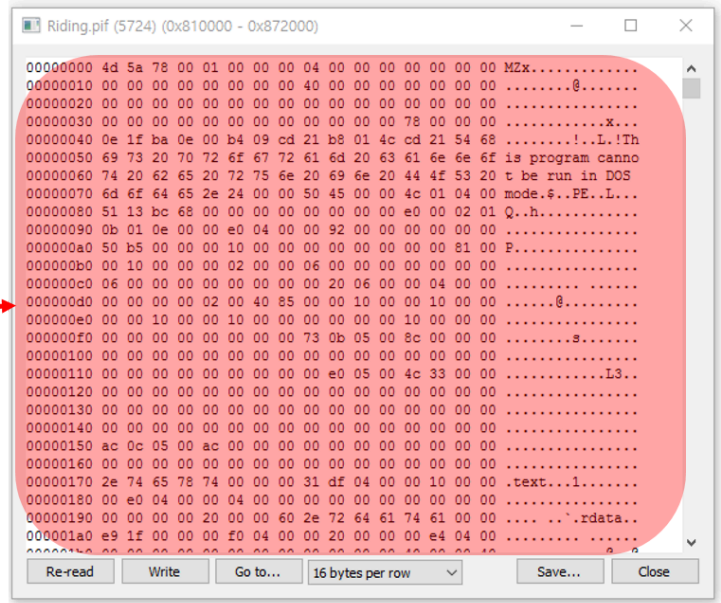 Riding.pif (5724) (0x810000 - 0x872000)
00000000 4d 5a 78 00 01 00 00 00 04 00 00 00 00 00 00 00 MZx.............
00000010 00 00 00 00 00 00 00 00 40 00 00 00 00 00 00 00 ........@.......
00000020 00 00 00 00 00 00 00 00 00 00 00 00 00 00 00 00 ................
00000030 00 00 00 00 00 00 00 00 00 00 00 00 78 00 00 00 ............x...
00000040 0e 1f ba 0e 00 b4 09 cd 21 b8 01 4c cd 21 54 68 ........!..L.!Th
00000050 69 73 20 70 72 6f 67 72 61 6d 20 63 61 6e 6e 6f is program canno
00000060 74 20 62 65 20 72 75 6e 20 69 6e 20 44 4f 53 20 t be run in DOS
00000070 6d 6f 64 65 2e 24 00 00 50 45 00 00 4c 01 04 00 mode.$..PE..L...
00000080 51 13 bc 68 00 00 00 00 00 00 00 00 e0 00 02 01 Q..h............
00000090 0b 01 0e 00 00 e0 04 00 00 92 00 00 00 00 00 00 ................
000000a0 50 b5 00 00 00 10 00 00 00 00 00 00 00 00 81 00 P...............
000000b0 00 10 00 00 00 02 00 00 06 00 00 00 00 00 00 00 ................
000000c0 06 00 00 00 00 00 00 00 00 20 06 00 00 04 00 00 ......... ......
000000d0 00 00 00 00 02 00 40 85 00 00 10 00 00 10 00 00 ......@.........
000000e0 00 00 10 00 00 10 00 00 00 00 00 00 10 00 00 00 ................
000000f0 00 00 00 00 00 00 00 00 73 0b 05 00 8c 00 00 00 ........s.......
00000100 00 00 00 00 00 00 00 00 00 00 00 00 00 00 00 00 ................
00000110 00 00 00 00 00 00 00 00 00 e0 05 00 4c 33 00 00 ............L3..
00000120 00 00 00 00 00 00 00 00 00 00 00 00 00 00 00 00 ................
00000130 00 00 00 00 00 00 00 00 00 00 00 00 00 00 00 00 ................
00000140 00 00 00 00 00 00 00 00 00 00 00 00 00 00 00 00 ................
00000150 ac 0c 05 00 ac 00 00 00 00 00 00 00 00 00 00 00 ................
00000160 00 00 00 00 00 00 00 00 00 00 00 00 00 00 00 00 ................
00000170 2e 74 65 78 74 00 00 00 31 df 04 00 00 10 00 00 .text...1.......
00000180 00 e0 04 00 00 04 00 00 00 00 00 00 00 00 00 00 ................
00000190 00 00 00 00 20 00 00 60 2e 72 64 61 74 61 00 00 .... ..`.rdata..
000001a0 e9 1f 00 00 00 f0 04 00 00 20 00 00 00 e4 04 00 ......... ......
Re-read Write Go to... 16 bytes per row Save... Close